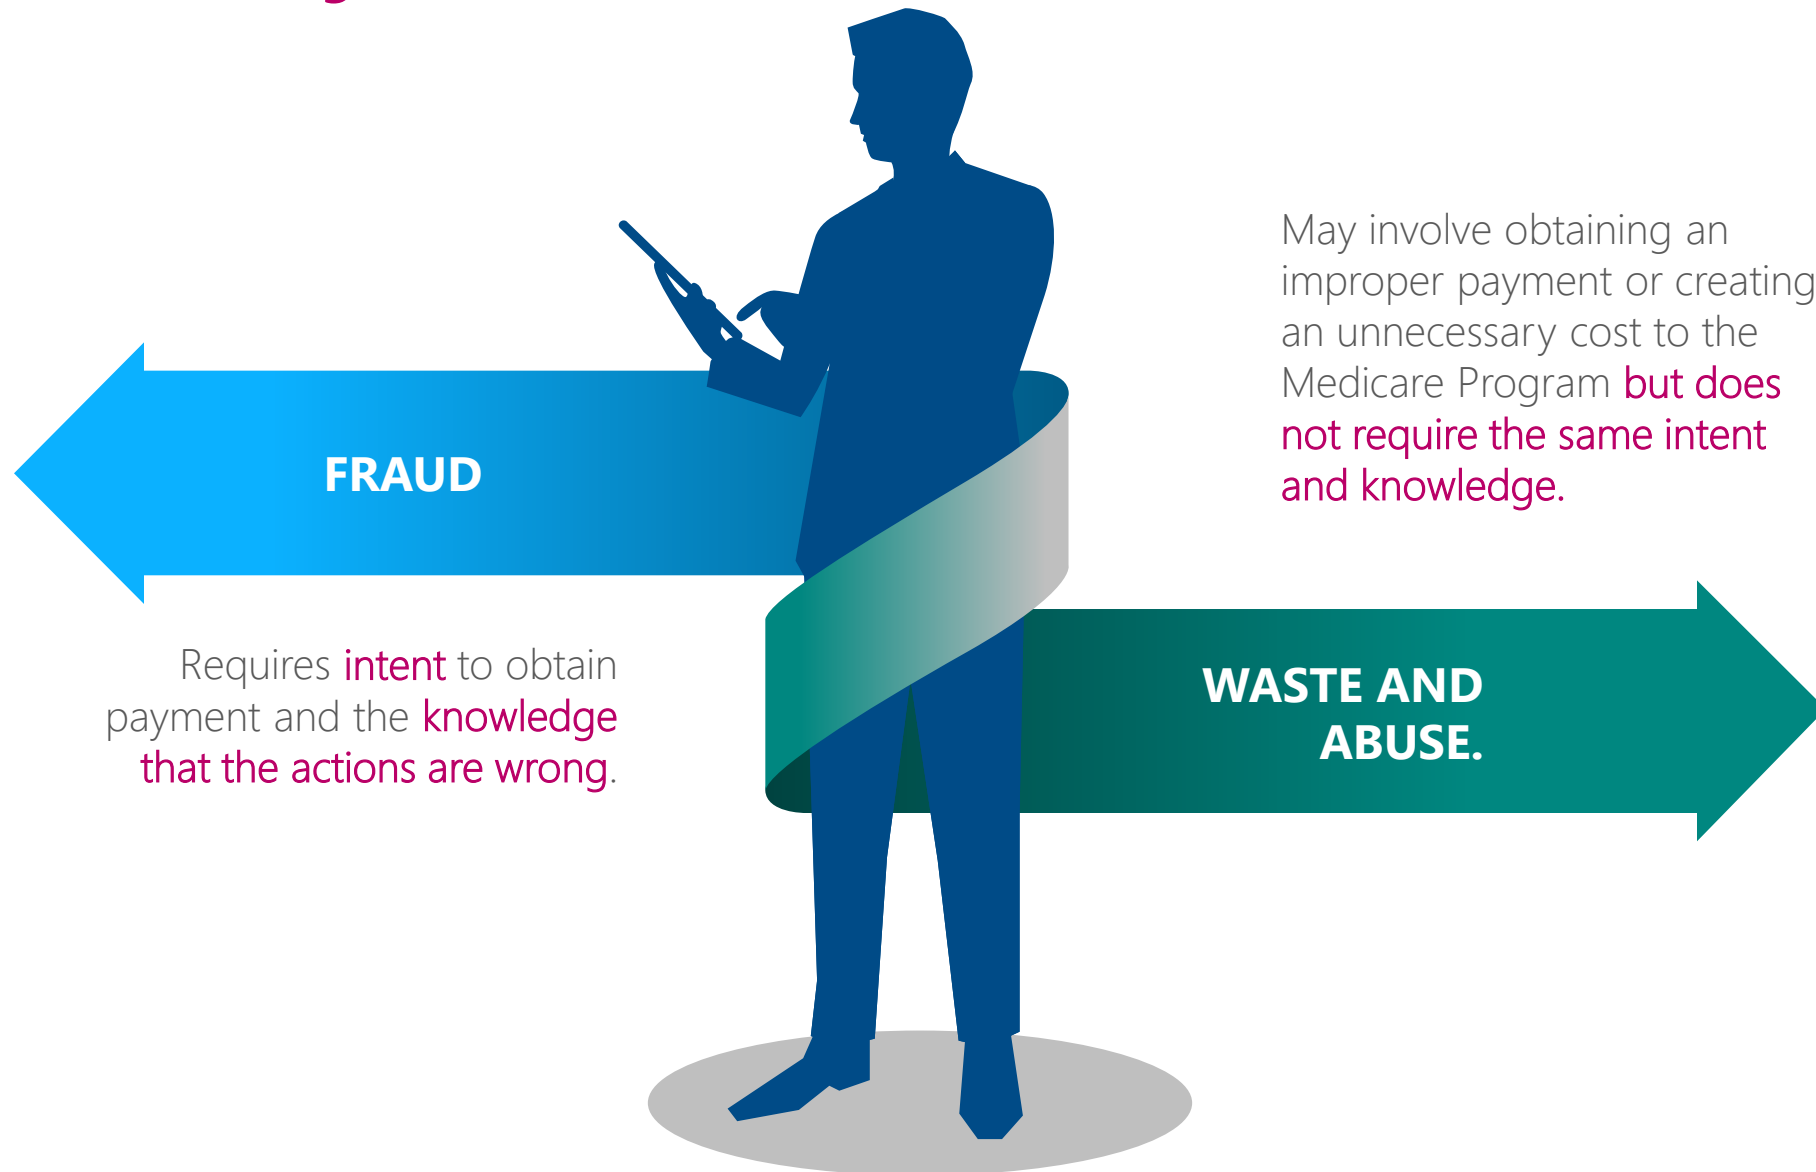 FRAUD
Requires intent to obtain
payment and the knowledge
that the actions are wrong.
May involve obtaining an
improper payment or creating
an unnecessary cost to the
Medicare Program but does
not require the same intent
and knowledge.
WASTE AND
ABUSE.